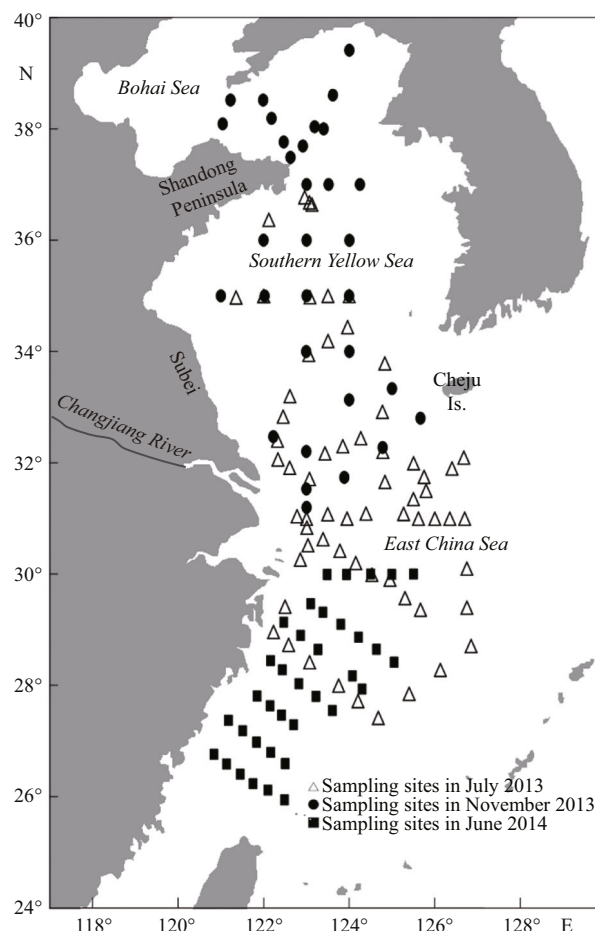 40°
N
Bohai Sea
38°
Shandong
Peninsula
36°
Southern Yellow Sea
34°
Subei
Cheju
Is.
Changjiang River
32°
East China Sea
30°
28°
Sampling sites in July 2013
Sampling sites in November 2013
Sampling sites in June 2014
26°
24°
118° 120° 122° 124° 126° 128° E